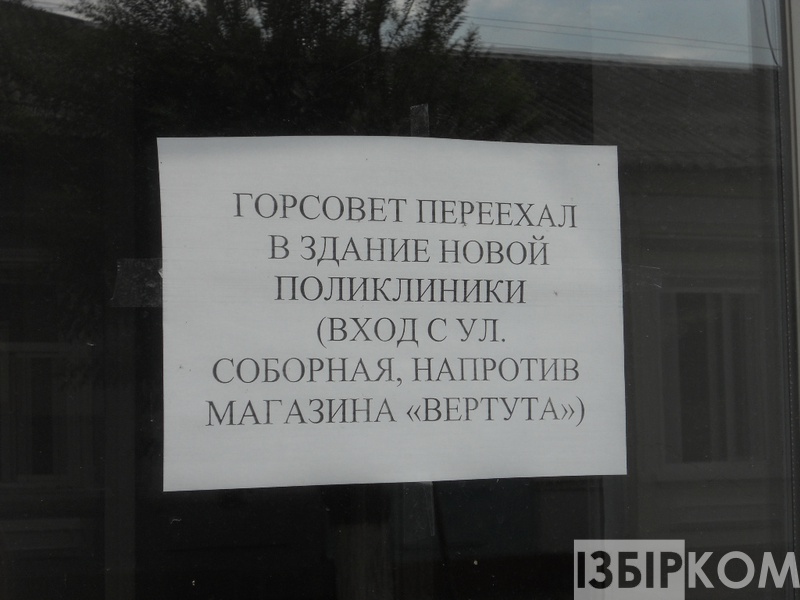 ГОРСОВЕТ ПЕРЕЕХАЛ
В ЗДАНИЕ НОВОЙ
ПОЛИКЛИНИКИ
(ВХОД С УЛ.
СОБОРНАЯ, НАПРОТИВ
МАГАЗИНА «ВЕРТУТА»)
ІЗБІРКОМ